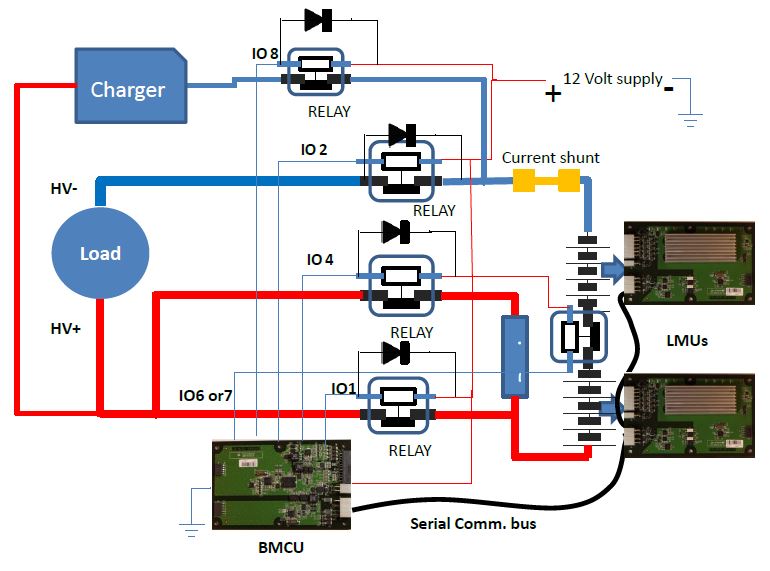 IO 8
Charger
12 Volt supply
+
-
RELAY
IO 2
Current shunt
HV-
RELAY
Load
IO 4
HV+
RELAY
LMUs
IO6 or7
IO1
RELAY
Serial Comm. bus
BMCU